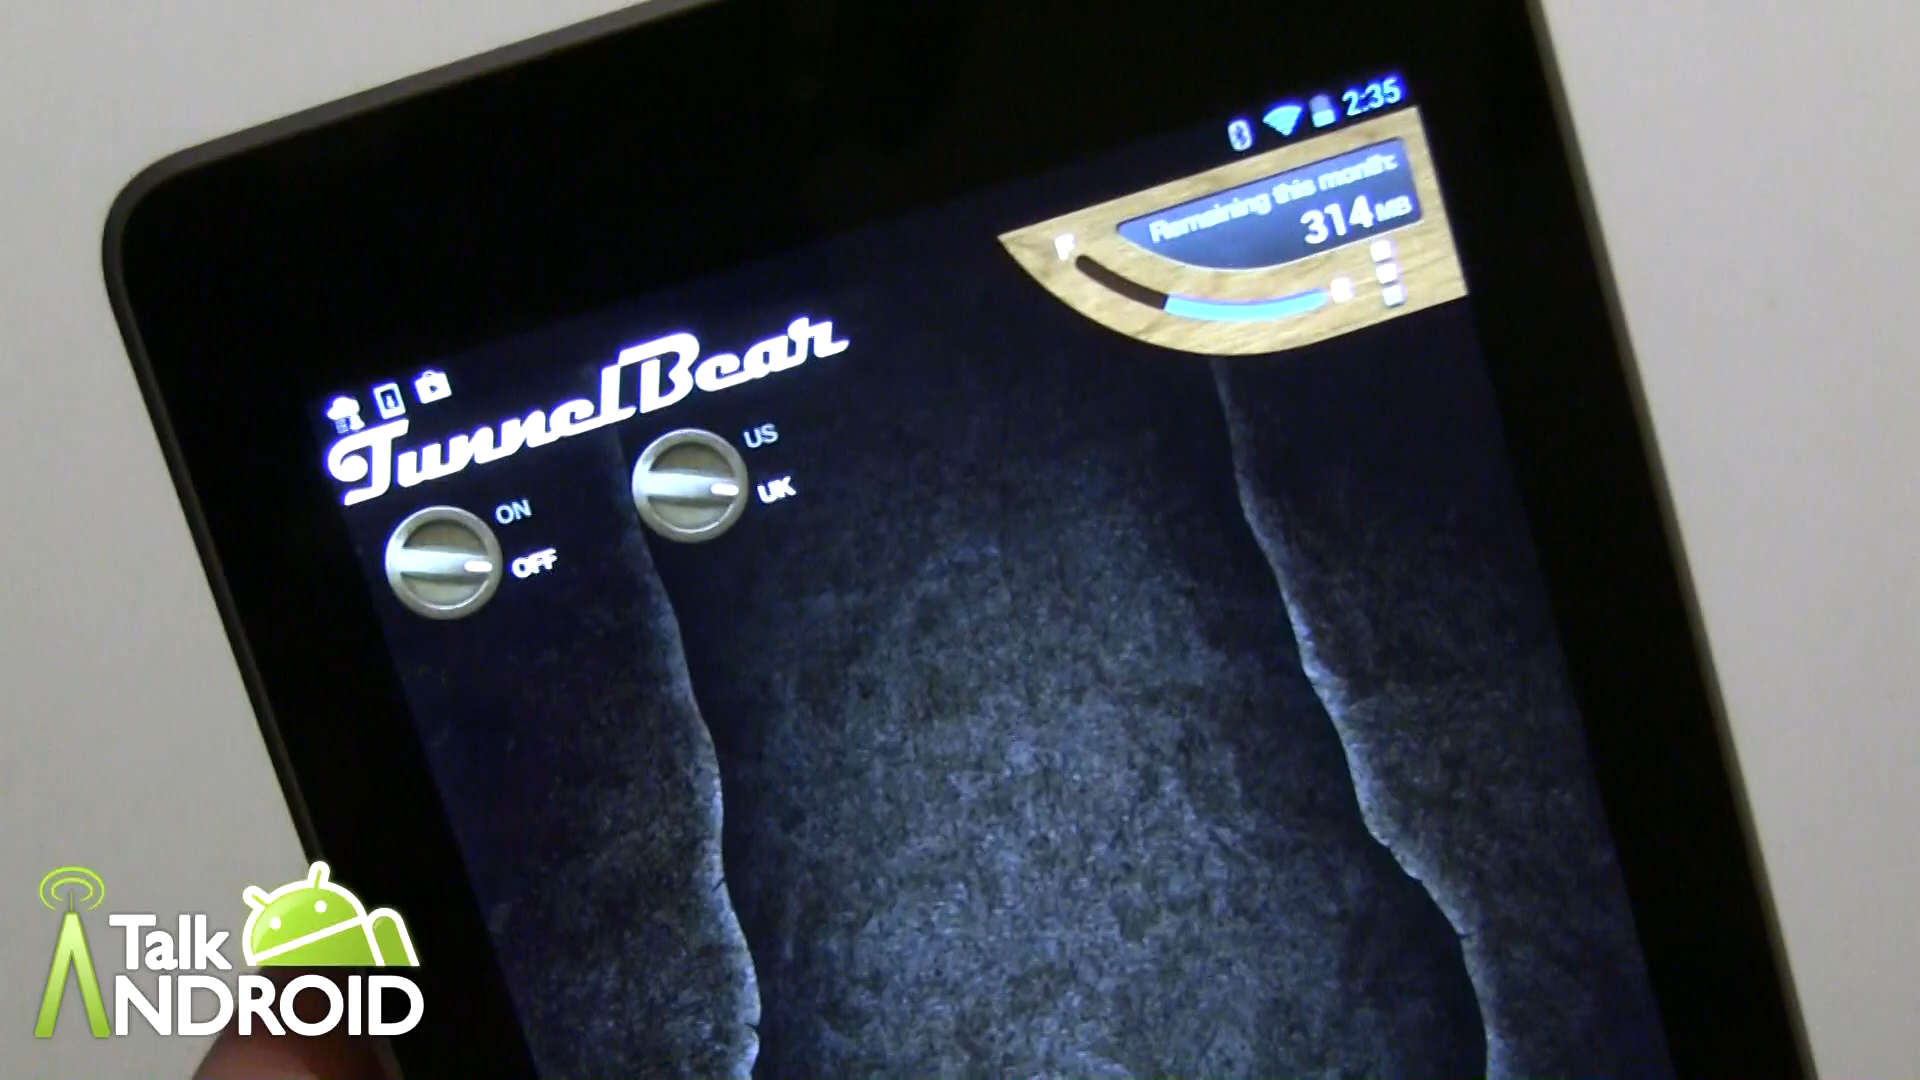 2:35
Remaining this month:
314 MB
F
E
TunnelBear
US
UK
ON
OFF
Talk
ANDROID